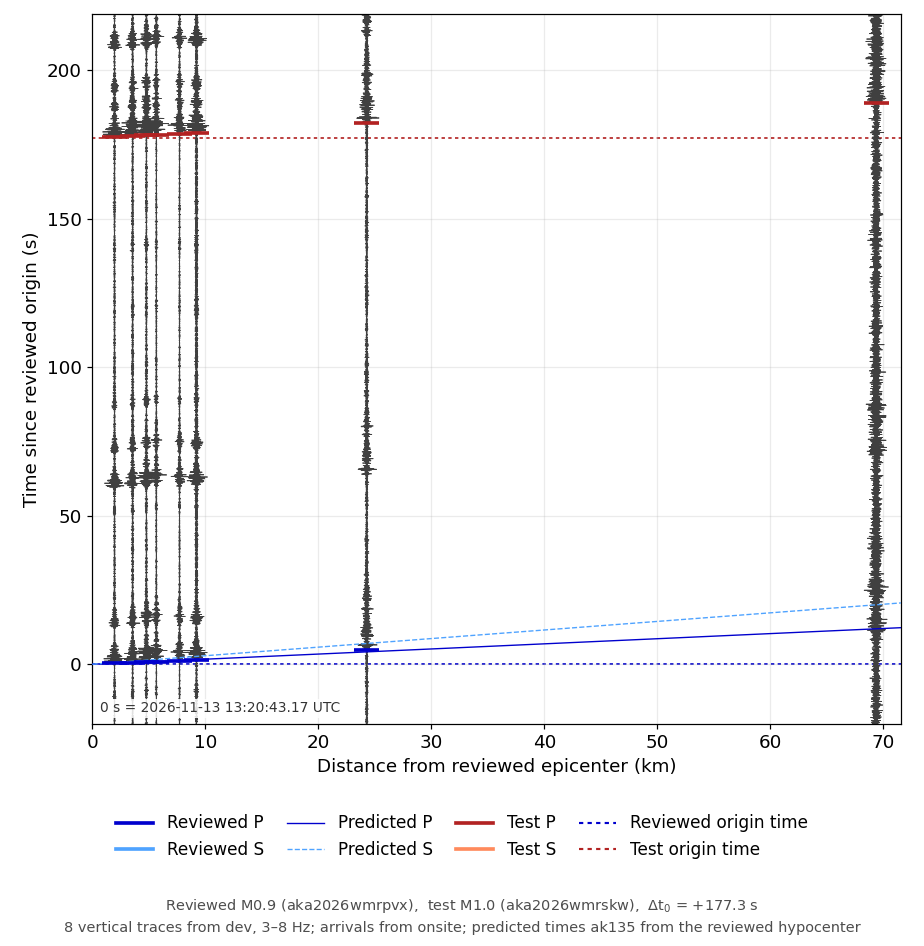 200
150
100
50
0
Time since reviewed origin (s)
0 s = 2026-11-13 13:20:43.17 UTC
0 10 20 30 40 50 60 70
Distance from reviewed epicenter (km)
Reviewed P Predicted P Test P Reviewed origin time
Reviewed S Predicted S Test S Test origin time
Reviewed M0.9 (aka2026wmrpvx), test M1.0 (aka2026wmrskw), Δt₀ = +177.3 s
8 vertical traces from dev, 3–8 Hz; arrivals from onsite; predicted times ak135 from the reviewed hypocenter